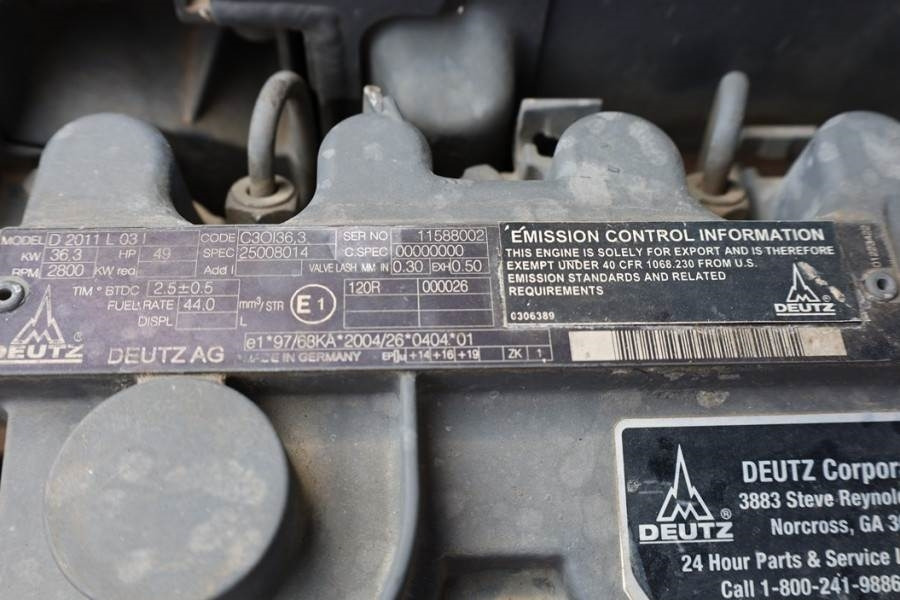 MODEL D 2011 L 03 I CODE C3OI36,3 SER NO 11588002
KW 36,3 HP 49 SPEC 25008014 C.SPEC 00000000
RPM 2800 KW req Add I VALVE LASH MM IN 0.30 EXH 0.50
TIM ° BTDC 2.5±0.5 120R 000026
FUEL RATE 44.0 mm³/STR E1
DISPL L
DEUTZ
DEUTZ AG
e1*97/68KA*2004/26*0404*01
MADE IN GERMANY +14 +16 +19 ZK 1
EMISSION CONTROL INFORMATION
THIS ENGINE IS SOLELY FOR EXPORT AND IS THEREFORE
EXEMPT UNDER 40 CFR 1068.230 FROM U.S.
EMISSION STANDARDS AND RELATED
REQUIREMENTS
0306389
DEUTZ®
DEUTZ®
DEUTZ Corpora
3883 Steve Reynol
Norcross, GA 3
24 Hour Parts & Service
Call 1-800-241-9886